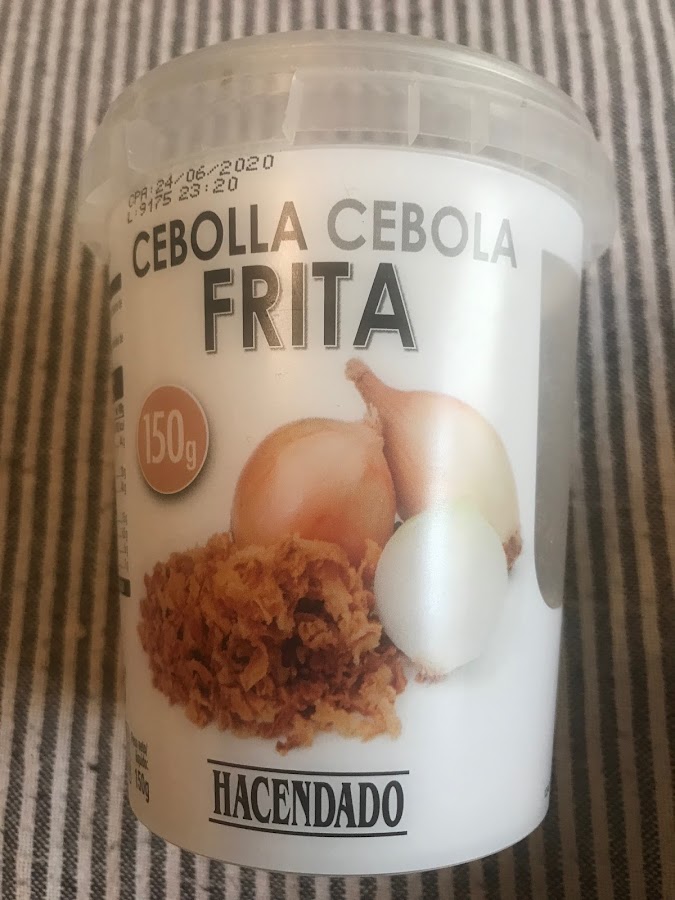 CPA:24/06/2020
L:9175 23:20
CEBOLLA CEBOLA
FRITA
150g
HACENDADO
150g